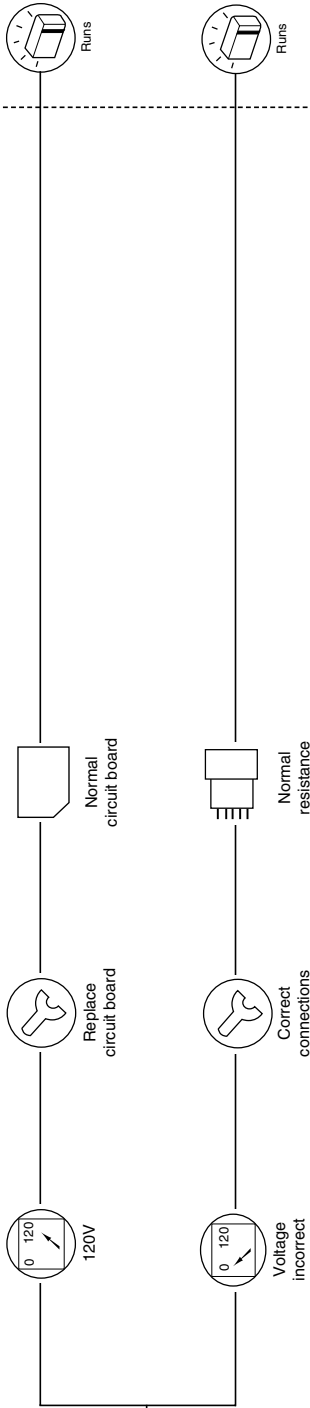 0 120
120V
Replace
circuit board
Normal
circuit board
Runs
0 120
Voltage
incorrect
Correct
connections
Normal
resistance
Runs